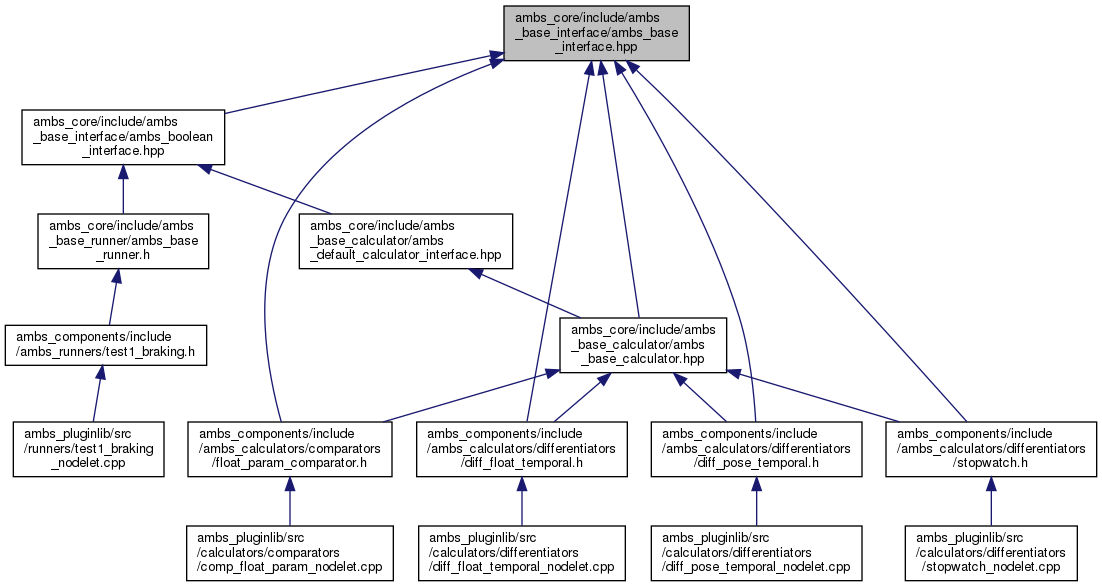 ambs_core/include/ambs
_base_interface/ambs_base
_interface.hpp
ambs_core/include/ambs
_base_interface/ambs_boolean
_interface.hpp
ambs_core/include/ambs
_base_runner/ambs_base
_runner.h
ambs_core/include/ambs
_base_calculator/ambs
_default_calculator_interface.hpp
ambs_components/include
/ambs_runners/test1_braking.h
ambs_core/include/ambs
_base_calculator/ambs
_base_calculator.hpp
ambs_pluginlib/src
/runners/test1_braking
_nodelet.cpp
ambs_components/include
/ambs_calculators/comparators
/float_param_comparator.h
ambs_components/include
/ambs_calculators/differentiators
/diff_float_temporal.h
ambs_components/include
/ambs_calculators/differentiators
/diff_pose_temporal.h
ambs_components/include
/ambs_calculators/differentiators
/stopwatch.h
ambs_pluginlib/src
/calculators/comparators
/comp_float_param_nodelet.cpp
ambs_pluginlib/src
/calculators/differentiators
/diff_float_temporal_nodelet.cpp
ambs_pluginlib/src
/calculators/differentiators
/diff_pose_temporal_nodelet.cpp
ambs_pluginlib/src
/calculators/differentiators
/stopwatch_nodelet.cpp